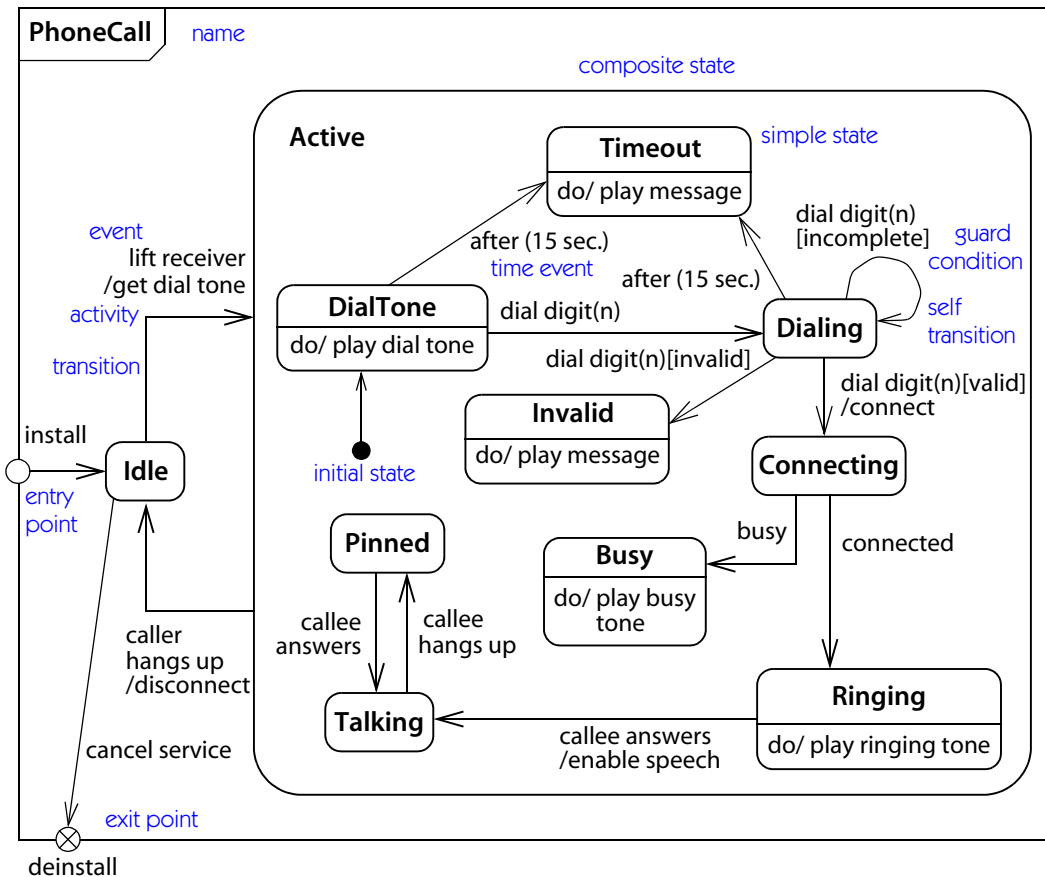 PhoneCall
name
composite state
Active
Timeout
do/ play message
simple state
event
lift receiver
/get dial tone
activity
transition
after (15 sec.)
time event
after (15 sec.)
dial digit(n)
[incomplete]
guard
condition
self
transition
DialTone
do/ play dial tone
dial digit(n)
Dialing
dial digit(n)[invalid]
dial digit(n)[valid]
/connect
Invalid
do/ play message
install
Idle
entry
point
initial state
Connecting
Pinned
busy
connected
Busy
do/ play busy
tone
callee
answers
callee
hangs up
caller
hangs up
/disconnect
Talking
Ringing
do/ play ringing tone
callee answers
/enable speech
cancel service
exit point
deinstall